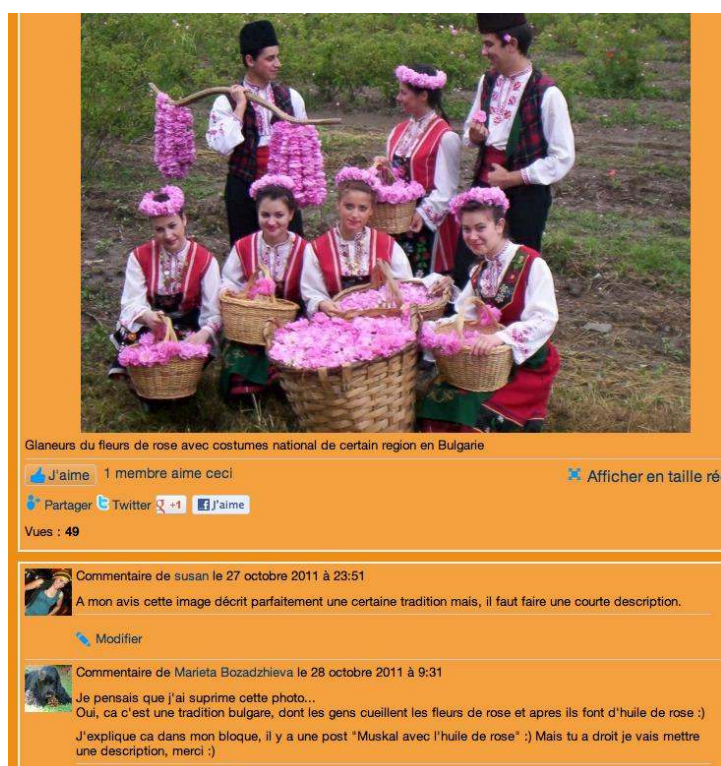 Glaneurs du fleurs de rose avec costumes national de certain region en Bulgarie
J'aime 1 membre aime ceci
Afficher en taille ré
Partager Twitter +1 J'aime
Vues : 49
Commentaire de susan le 27 octobre 2011 à 23:51
A mon avis cette image décrit parfaitement une certaine tradition mais, il faut faire une courte description.
Modifier
Commentaire de Marieta Bozadzhieva le 28 octobre 2011 à 9:31
Je pensais que j'ai suprime cette photo...
Oui, ca c'est une tradition bulgare, dont les gens cueillent les fleurs de rose et apres ils font d'huile de rose :)
J'explique ca dans mon bloque, il y a une post "Muskal avec l'huile de rose" :) Mais tu a droit je vais mettre
une description, merci :)